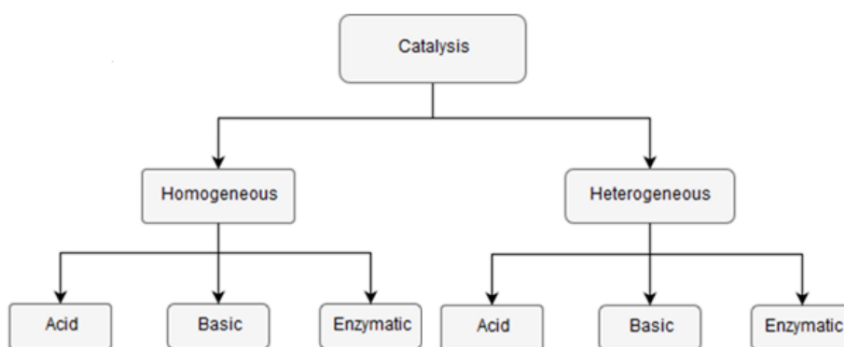 Catalysis
Homogeneous
Heterogeneous
Acid
Basic
Enzymatic
Acid
Basic
Enzymatic